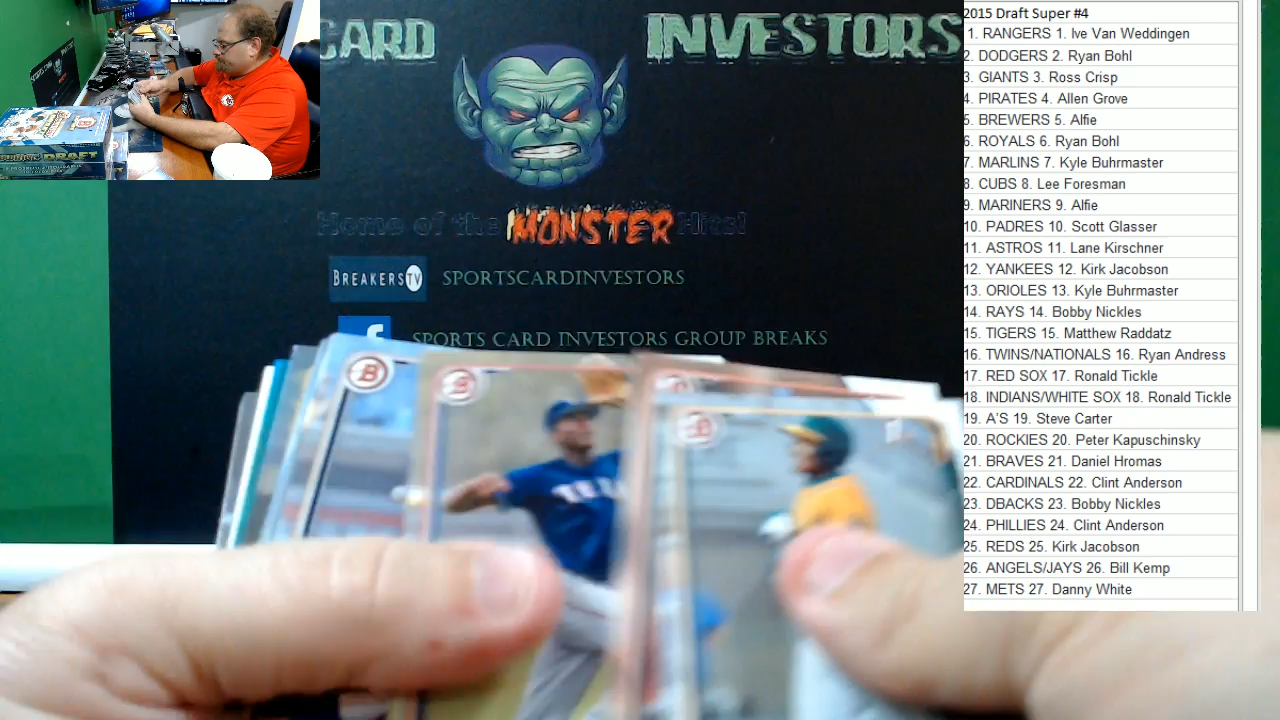 CARD INVESTORS
Home of the MONSTER Hits!
BREAKERS TV SPORTSCARDINVESTORS
f SPORTS CARD INVESTORS GROUP BREAKS
DRAFT
B
B
TEXA
2015 Draft Super #4
1. RANGERS 1. Ive Van Weddingen
2. DODGERS 2. Ryan Bohl
3. GIANTS 3. Ross Crisp
4. PIRATES 4. Allen Grove
5. BREWERS 5. Alfie
6. ROYALS 6. Ryan Bohl
7. MARLINS 7. Kyle Buhrmaster
8. CUBS 8. Lee Foresman
9. MARINERS 9. Alfie
10. PADRES 10. Scott Glasser
11. ASTROS 11. Lane Kirschner
12. YANKEES 12. Kirk Jacobson
13. ORIOLES 13. Kyle Buhrmaster
14. RAYS 14. Bobby Nickles
15. TIGERS 15. Matthew Raddatz
16. TWINS/NATIONALS 16. Ryan Andress
17. RED SOX 17. Ronald Tickle
18. INDIANS/WHITE SOX 18. Ronald Tickle
19. A'S 19. Steve Carter
20. ROCKIES 20. Peter Kapuschinsky
21. BRAVES 21. Daniel Hromas
22. CARDINALS 22. Clint Anderson
23. DBACKS 23. Bobby Nickles
24. PHILLIES 24. Clint Anderson
25. REDS 25. Kirk Jacobson
26. ANGELS/JAYS 26. Bill Kemp
27. METS 27. Danny White